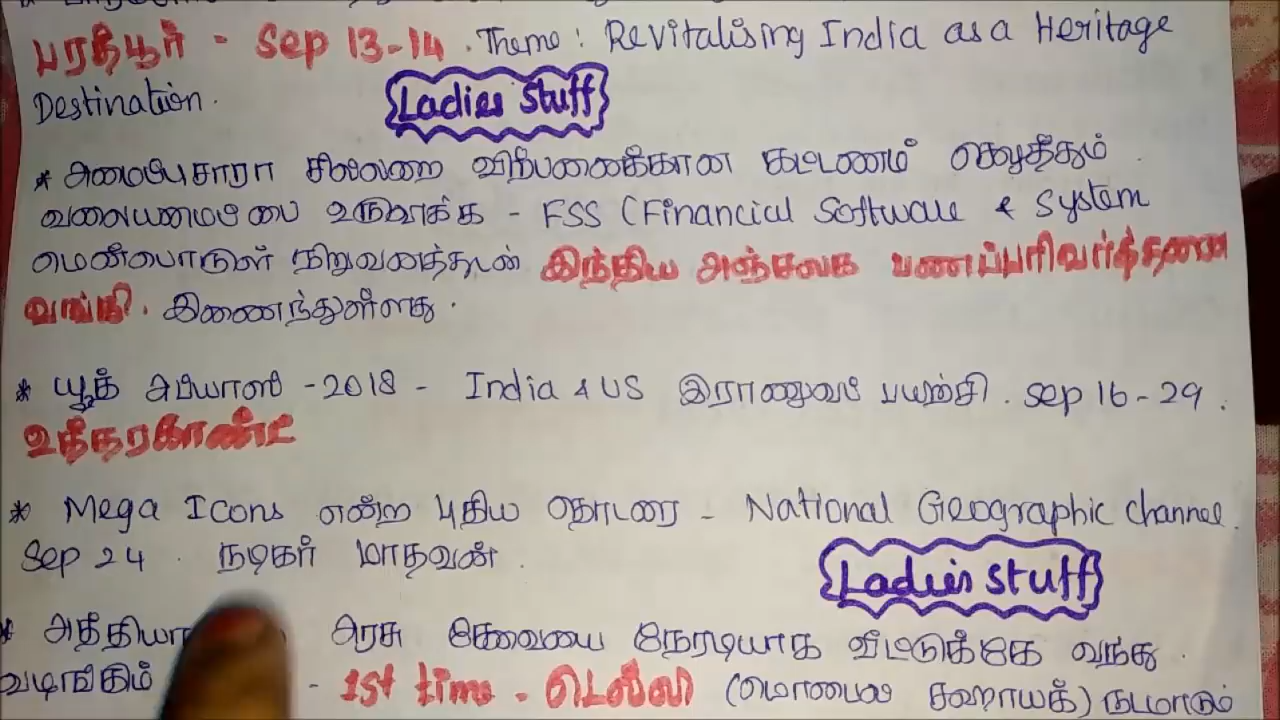 பரத்பூர் - Sep 13-14. Theme: Revitalising India as a Heritage
Destination.
Ladies Stuff
* அமைப்புசாரா சில்லறை விற்பனைக்கான கட்டணம் செலுத்தும்
வலையமைப்பை உருவாக்க - FSS (Financial Software & System
மென்பொருள் நிறுவனத்துடன் இந்திய அஞ்சலக பணப்பரிவர்த்தனை
வங்கி. இணைந்துள்ளது.
* யூத் அபியாஸ் - 2018 - India & US இராணுவப் பயிற்சி. Sep 16-29.
உத்தரகாண்ட்
* Mega Icons என்ற புதிய தொடரை - National Geographic channel.
Sep 24. நடிகர் மாதவன்.
Ladies Stuff
* அரசு சேவையை நேரடியாக வீட்டுக்கே வந்து
- 1st time - டெல்லி (மொபைல் சஹாயக்) நடமாடும்